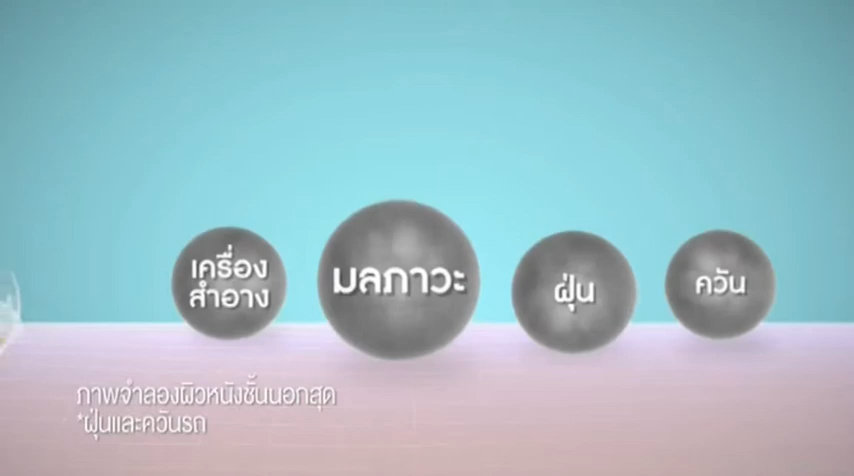 เครื่อง
สำอาง
มลภาวะ
ฝุ่น
ควัน
ภาพจำลองผิวหนังชั้นนอกสุด
*ฝุ่นและควันรถ